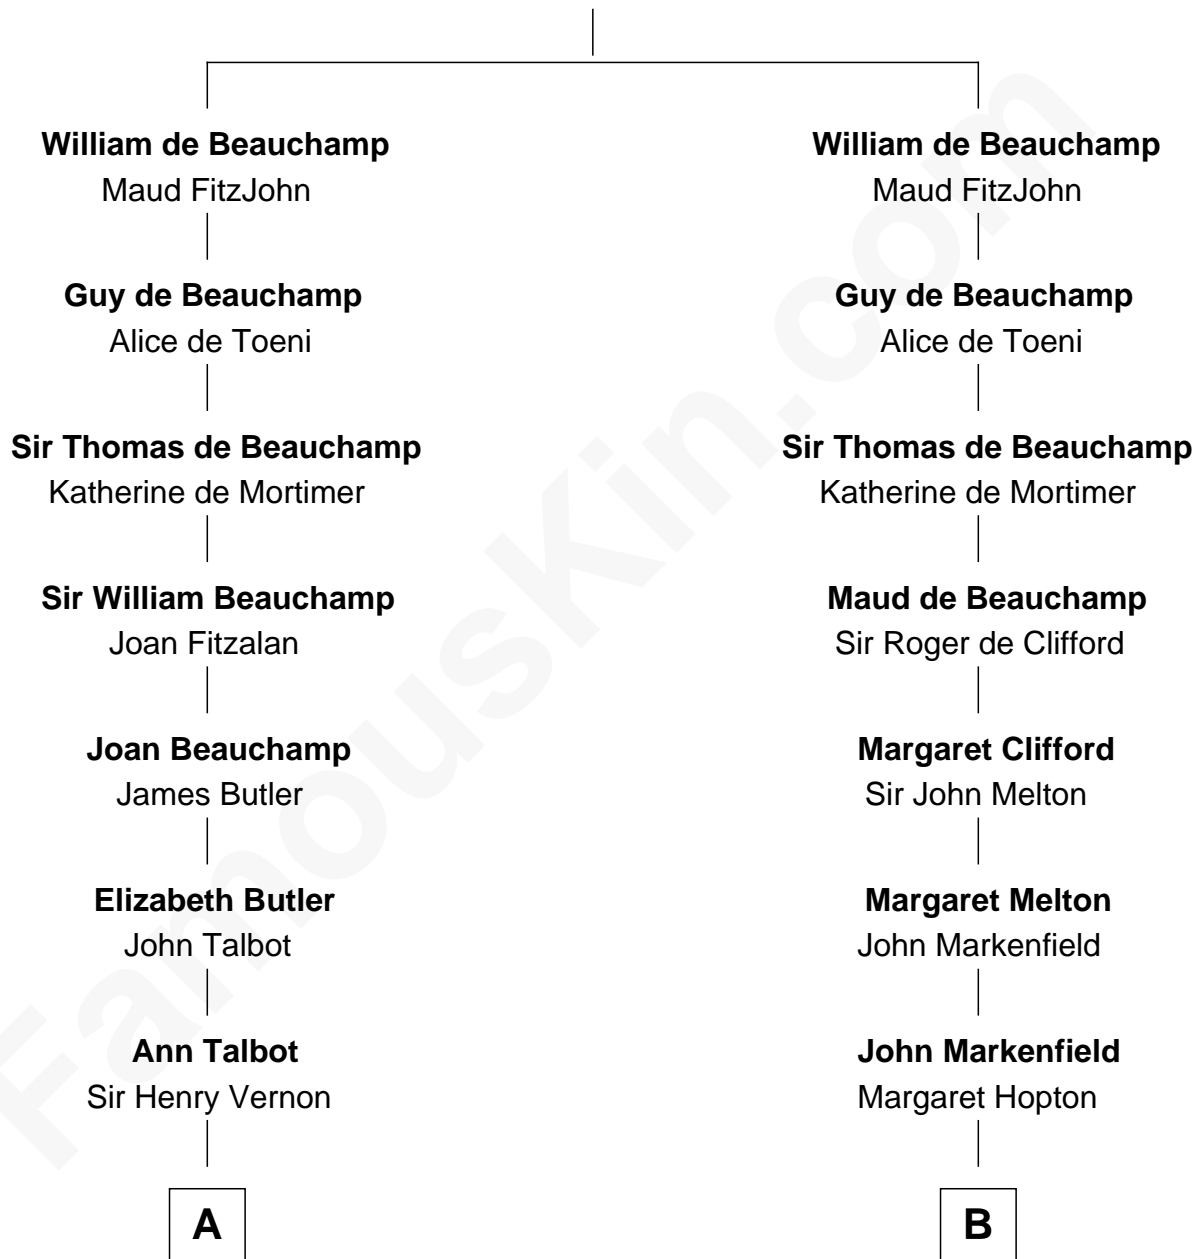 William de Beauchamp
Maud FitzJohn
Guy de Beauchamp
Alice de Toeni
Sir Thomas de Beauchamp
Katherine de Mortimer
Sir William Beauchamp
Joan Fitzalan
Joan Beauchamp
James Butler
Elizabeth Butler
John Talbot
Ann Talbot
Sir Henry Vernon
A
William de Beauchamp
Maud FitzJohn
Guy de Beauchamp
Alice de Toeni
Sir Thomas de Beauchamp
Katherine de Mortimer
Maud de Beauchamp
Sir Roger de Clifford
Margaret Clifford
Sir John Melton
Margaret Melton
John Markenfield
John Markenfield
Margaret Hopton
B
FamousKin.com